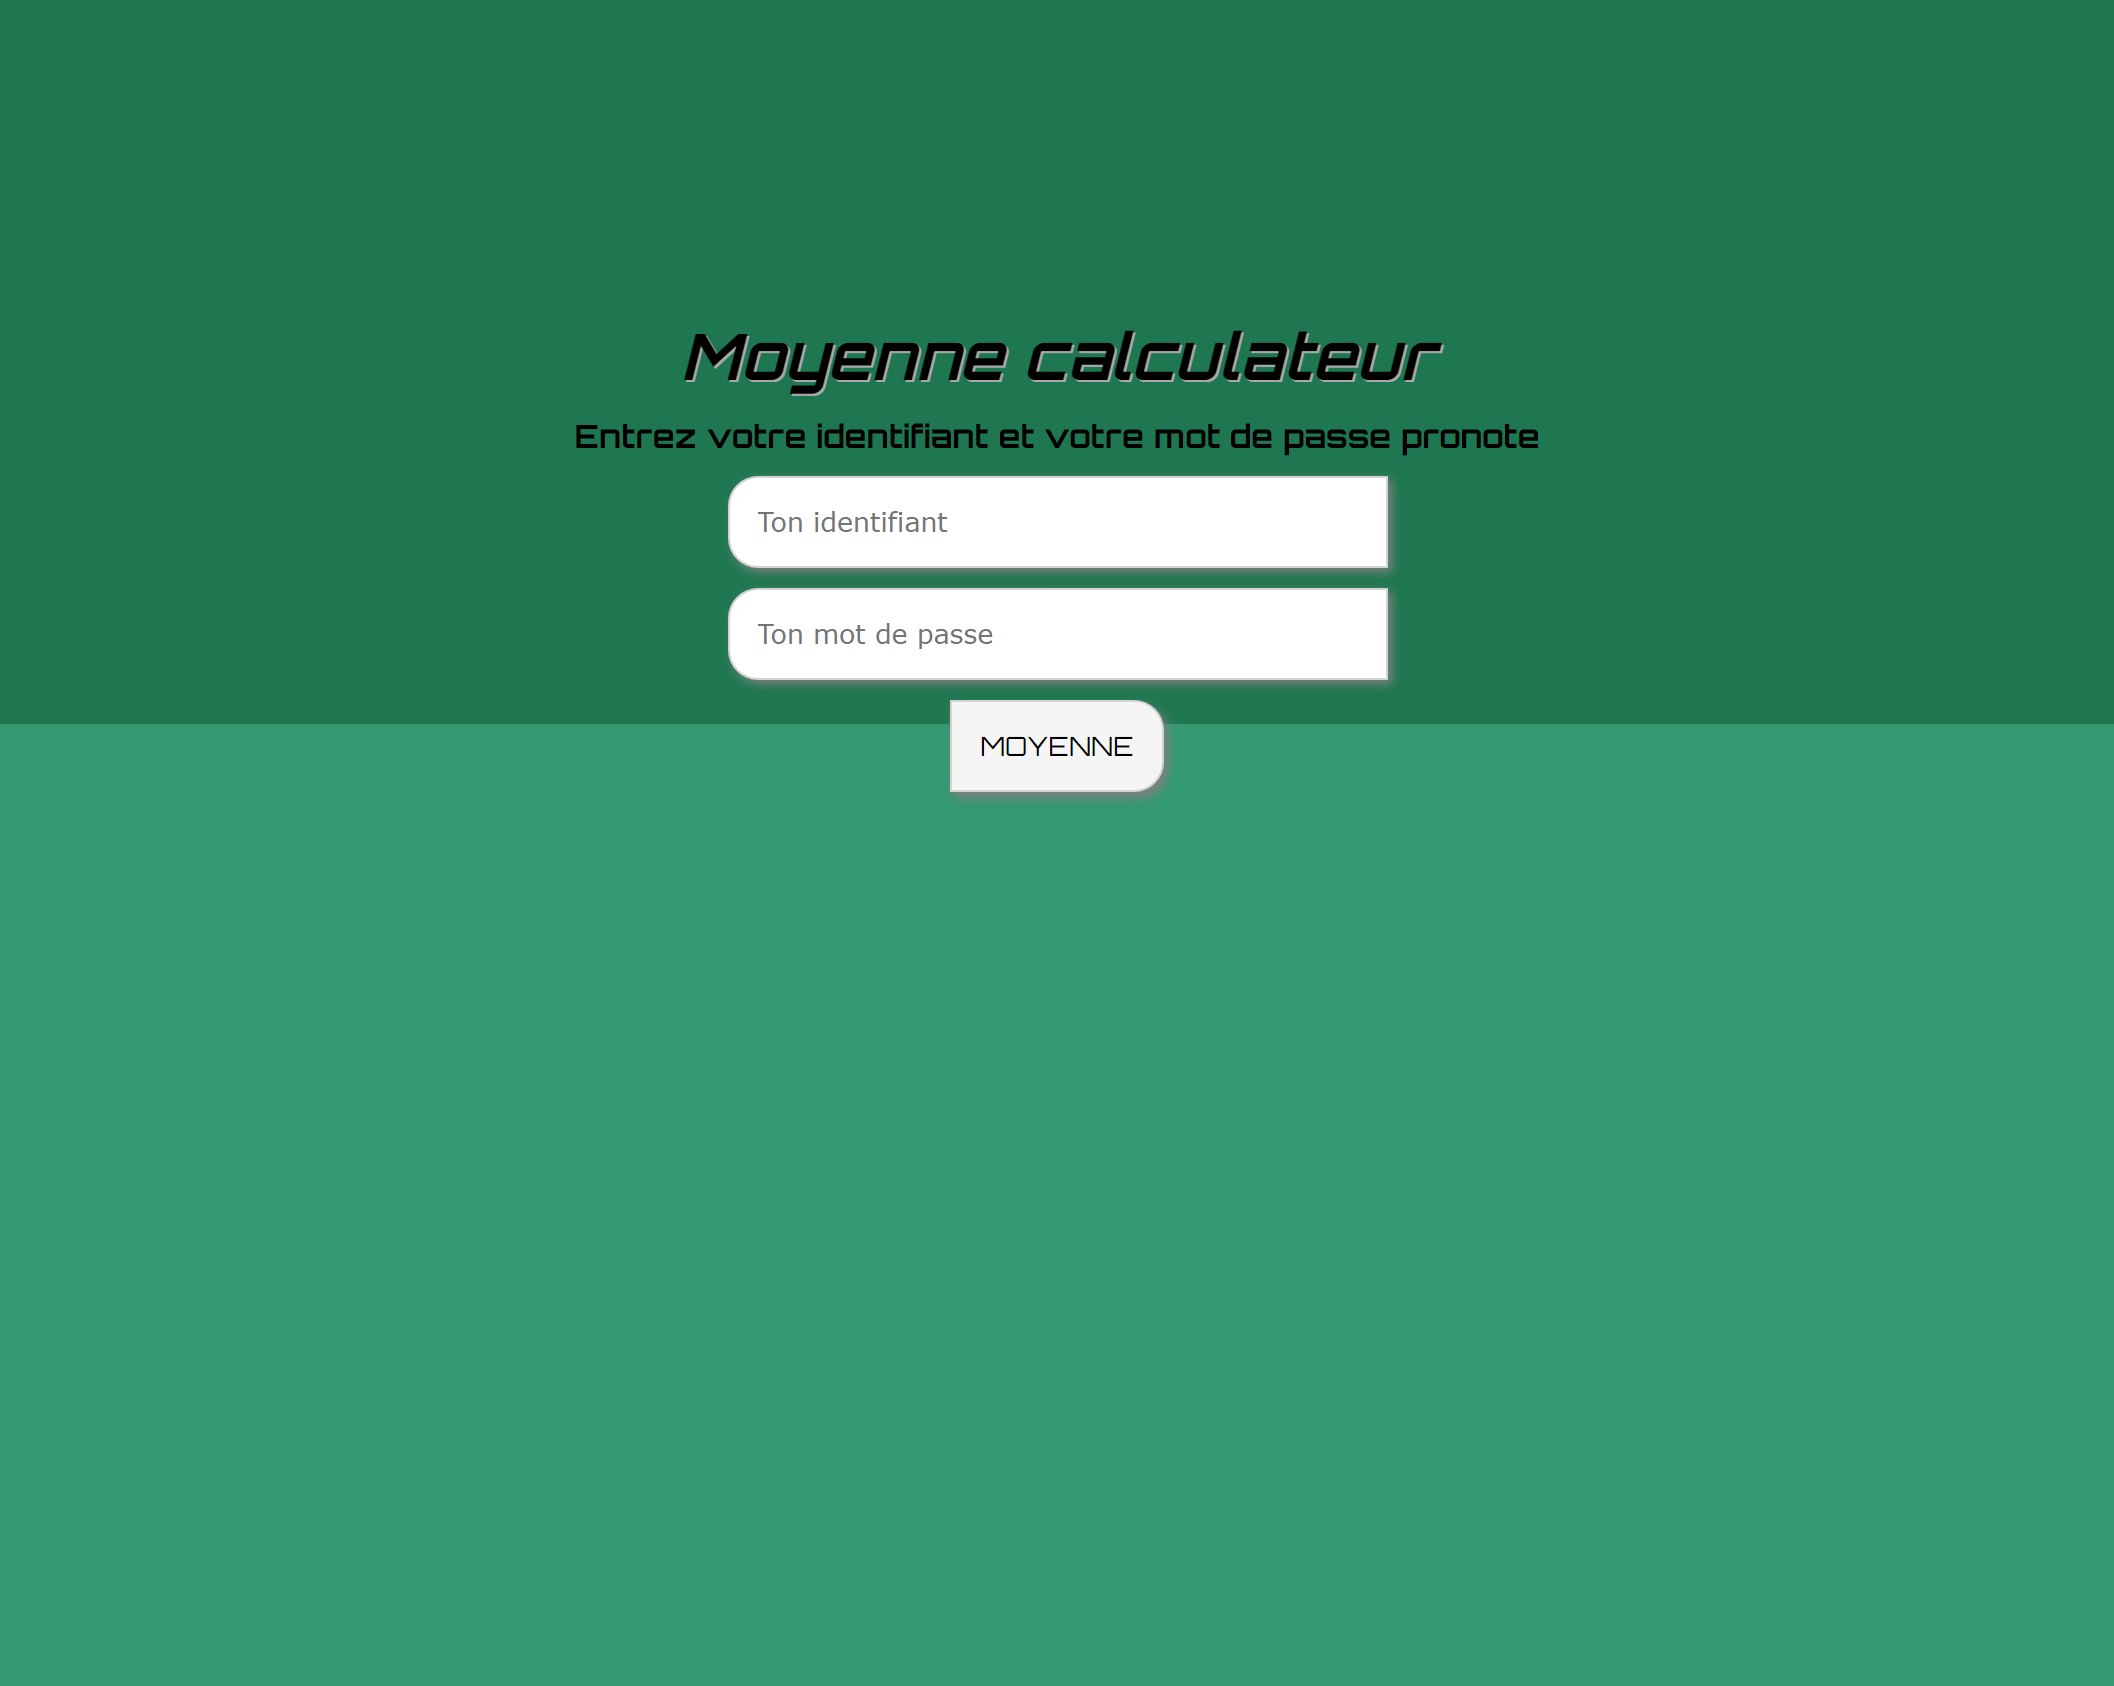 Moyenne calculateur
Entrez votre identifiant et votre mot de passe pronote
Ton identifiant
Ton mot de passe
MOYENNE